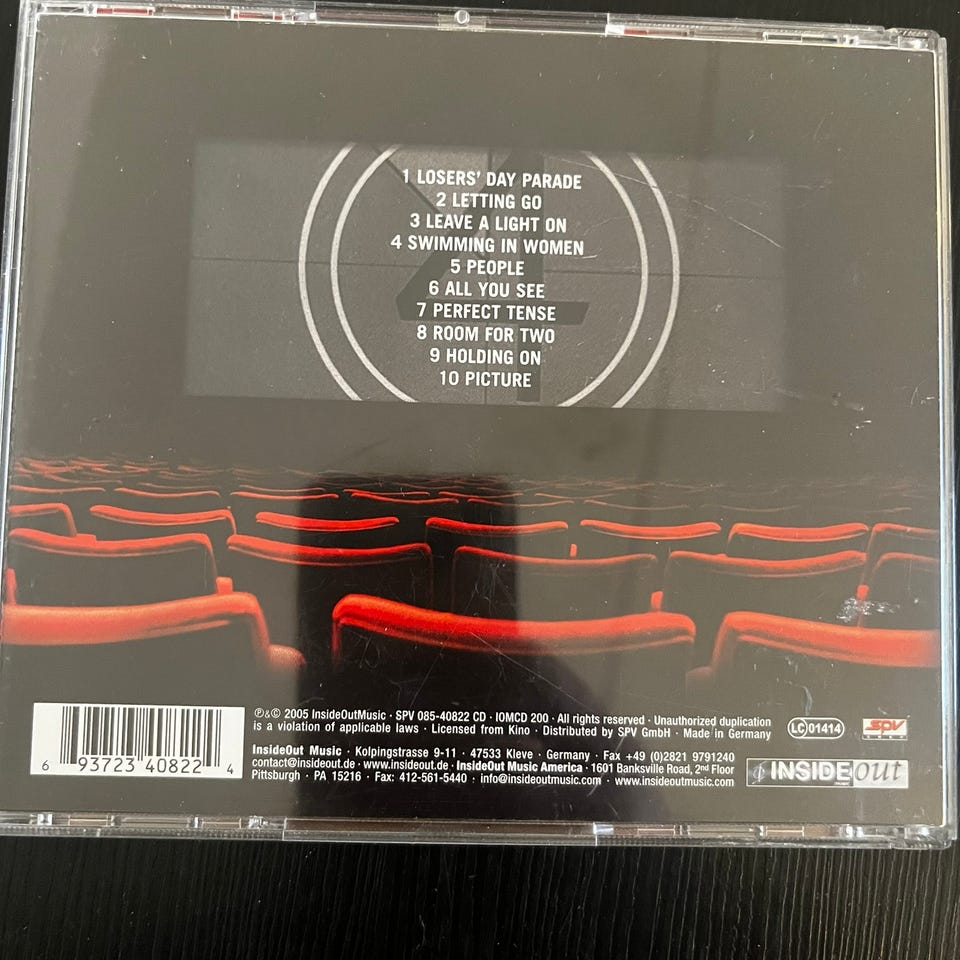 1 LOSERS' DAY PARADE
2 LETTING GO
3 LEAVE A LIGHT ON
4 SWIMMING IN WOMEN
5 PEOPLE
6 ALL YOU SEE
7 PERFECT TENSE
8 ROOM FOR TWO
9 HOLDING ON
10 PICTURE
4
℗&© 2005 InsideOutMusic · SPV 085-40822 CD · IOMCD 200 · All rights reserved · Unauthorized duplication
is a violation of applicable laws · Licensed from Kino · Distributed by SPV GmbH · Made in Germany
InsideOut Music · Kolpingstrasse 9-11 · 47533 Kleve · Germany · Fax +49 (0)2821 9791240
contact@insideout.de · www.insideout.de · InsideOut Music America · 1601 Banksville Road, 2nd Floor
Pittsburgh · PA 15216 · Fax: 412-561-5440 · info@insideoutmusic.com · www.insideoutmusic.com
6 93723 40822 4
LC 01414
SPV
INSIDE out